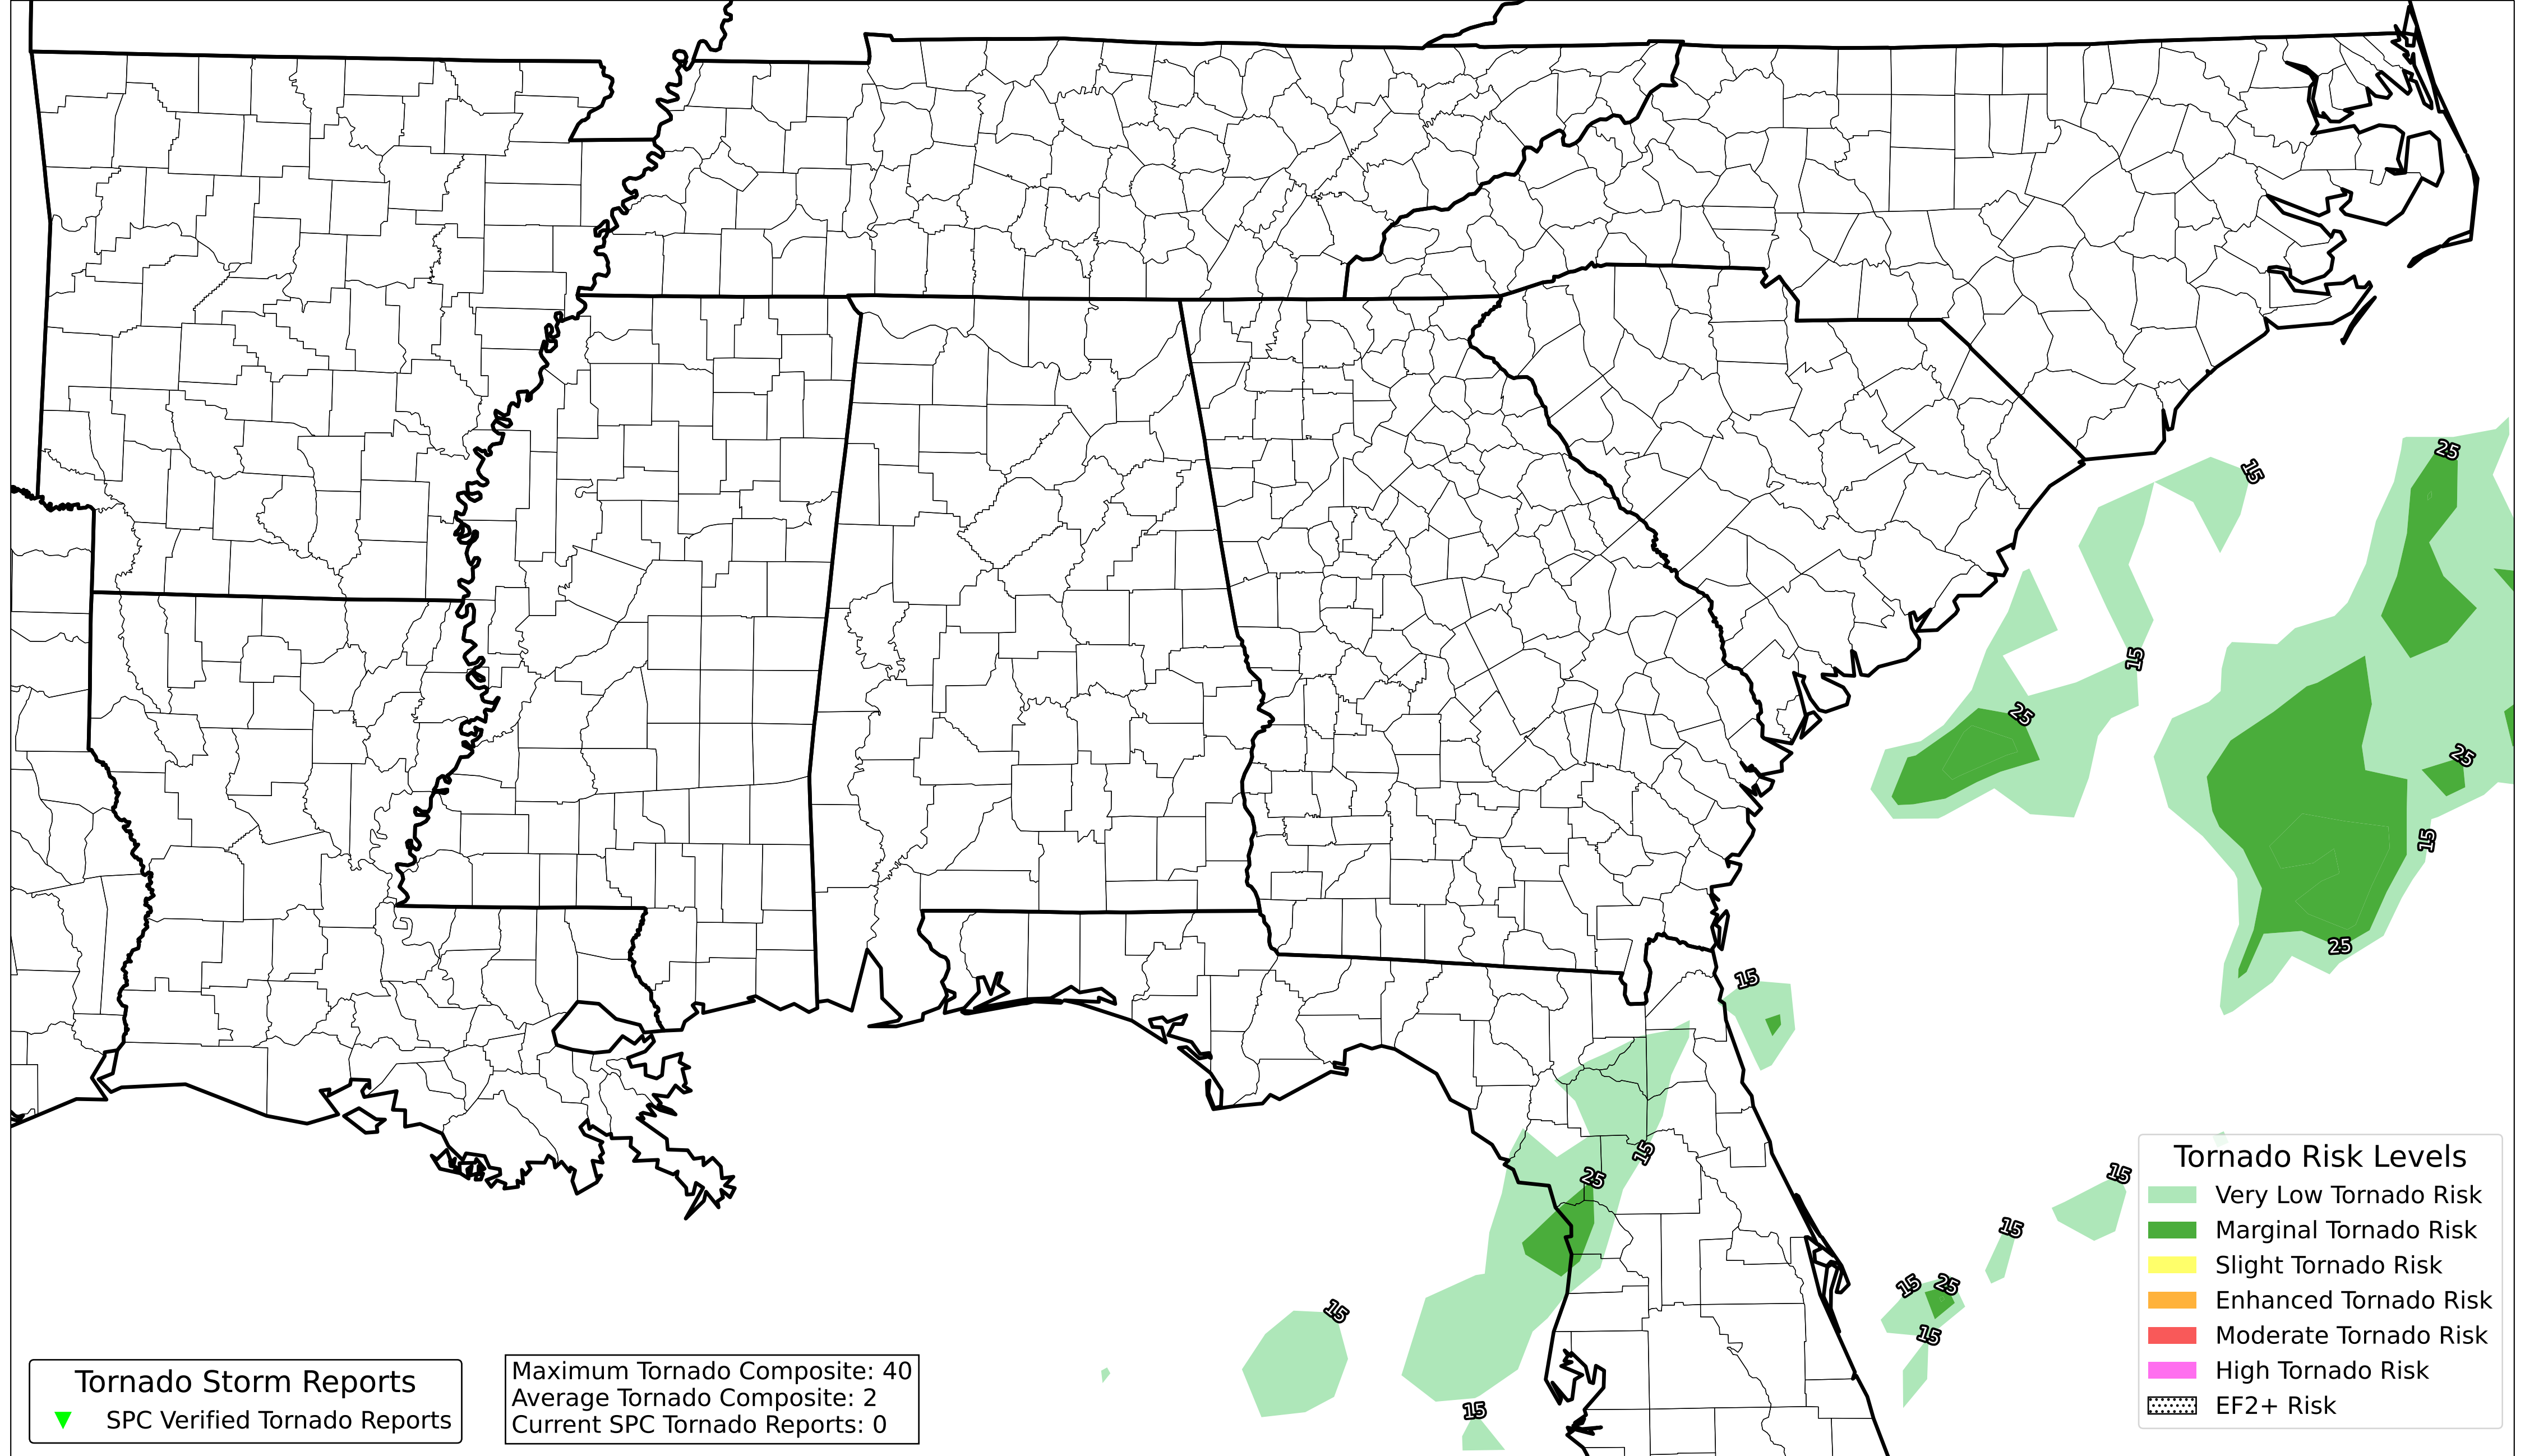 25
15
15
25
25
15
25
15
15
25
15
15
15
25
15
15
15
Tornado Risk Levels
Very Low Tornado Risk
Marginal Tornado Risk
Slight Tornado Risk
Enhanced Tornado Risk
Moderate Tornado Risk
High Tornado Risk
EF2+ Risk
Tornado Storm Reports
SPC Verified Tornado Reports
Maximum Tornado Composite: 40
Average Tornado Composite: 2
Current SPC Tornado Reports: 0